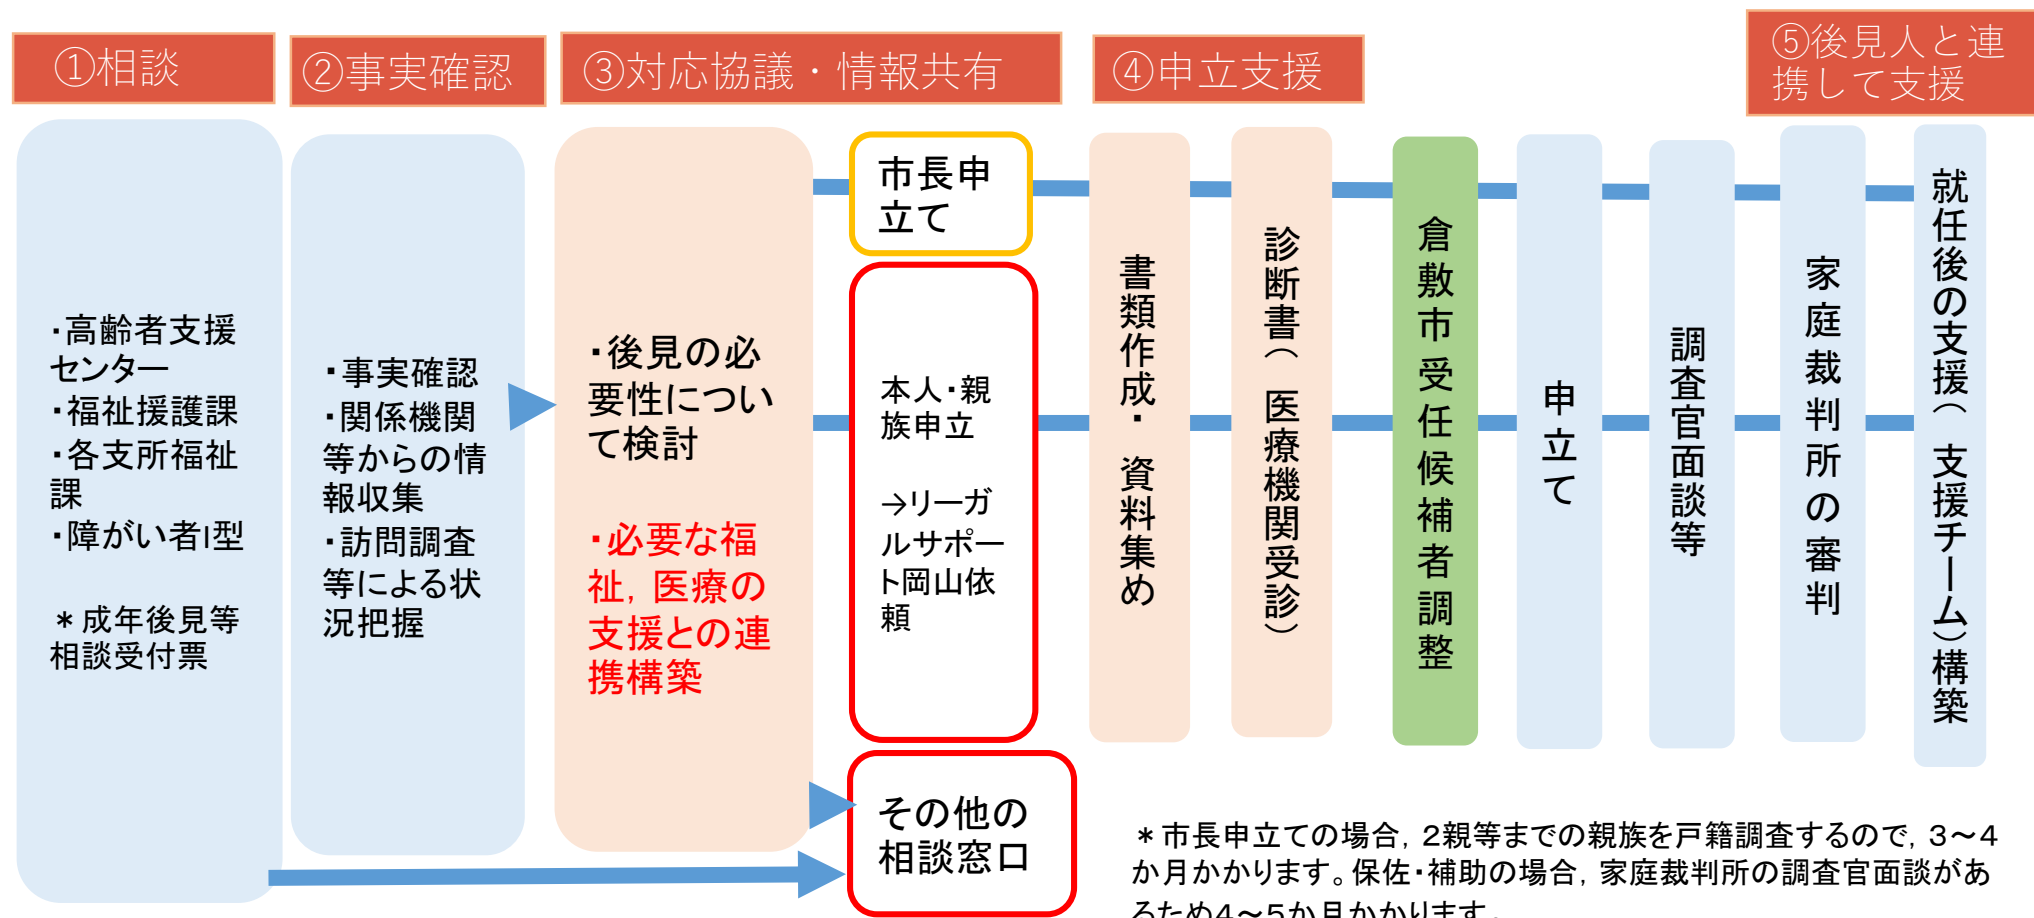 ①相談
②事実確認
③対応協議・情報共有
④申立支援
⑤後見人と連
携して支援
・高齢者支援
センター
・福祉援護課
・各支所福祉
課
・障がい者Ⅰ型
＊成年後見等
相談受付票
・事実確認
・関係機関
等からの情
報収集
・訪問調査
等による状
況把握
・後見の必
要性につい
て検討
・必要な福
祉，医療の
支援との連
携構築
市長申
立て
本人・親
族申立
→リーガ
ルサポー
ト岡山依
頼
その他の
相談窓口
書類作成・資料集め
診断書（医療機関受診）
倉敷市受任候補者調整
申立て
調査官面談等
家庭裁判所の審判
就任後の支援（支援チーム）構築
＊市長申立ての場合，２親等までの親族を戸籍調査するので，３～４
か月かかります。保佐・補助の場合，家庭裁判所の調査官面談があ
るため４～５か月かかります。